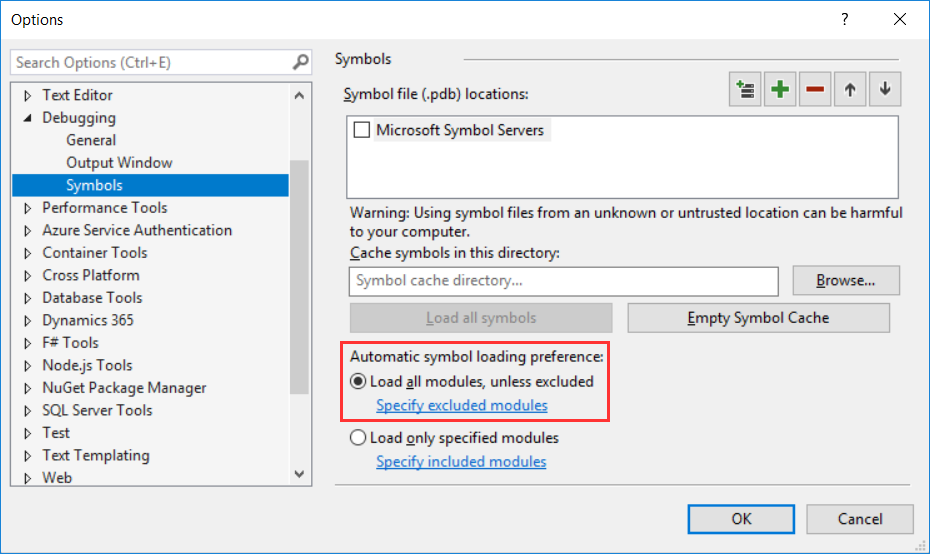 Options
?
Search Options (Ctrl+E)
Text Editor
Debugging
General
Output Window
Symbols
Performance Tools
Azure Service Authentication
Container Tools
Cross Platform
Database Tools
Dynamics 365
F# Tools
Node.js Tools
NuGet Package Manager
SQL Server Tools
Test
Text Templating
Web
Symbols
Symbol file (.pdb) locations:
Microsoft Symbol Servers
Warning: Using symbol files from an unknown or untrusted location can be harmful
to your computer.
Cache symbols in this directory:
Symbol cache directory...
Browse...
Load all symbols
Empty Symbol Cache
Automatic symbol loading preference:
Load all modules, unless excluded
Specify excluded modules
Load only specified modules
Specify included modules
OK
Cancel